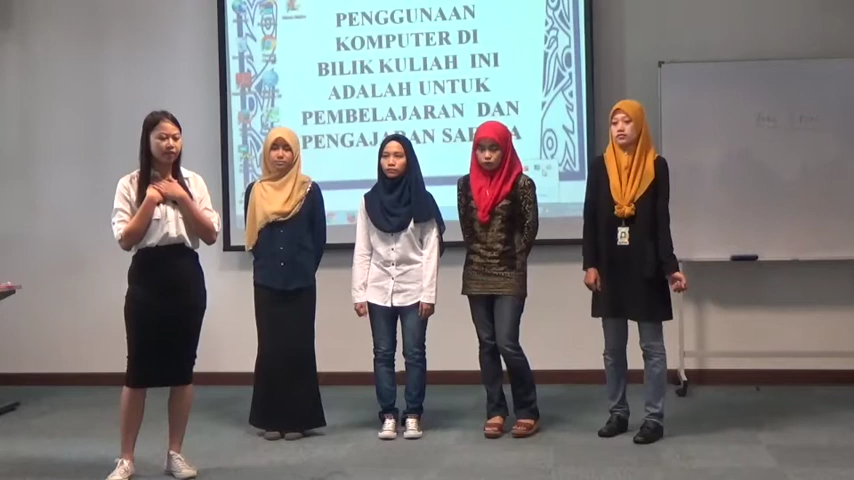 PENGGUNAAN
KOMPUTER DI
BILIK KULIAH INI
ADALAH UNTUK
PEMBELAJARAN DAN
PENGAJARAN